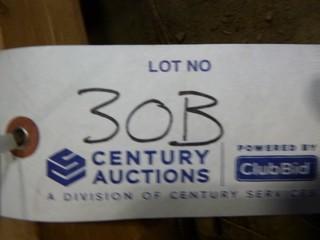 LOT NO
30B
CENTURY AUCTIONS
POWERED BY
ClubBid
A DIVISION OF CENTURY SERVICES